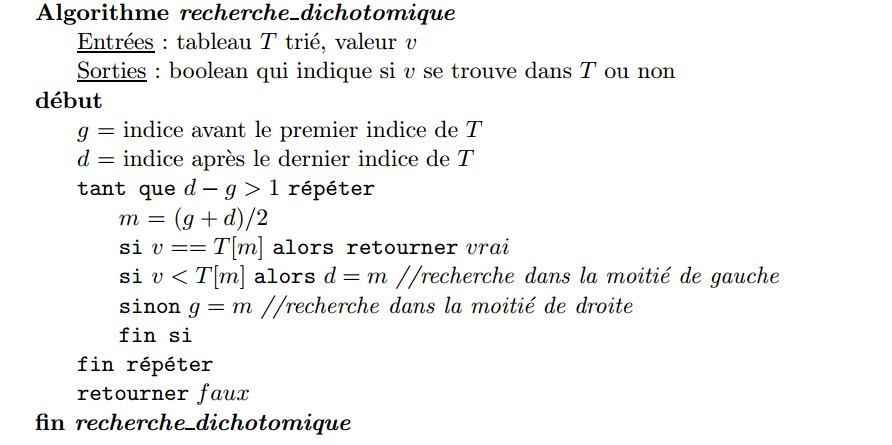 Algorithme recherche_dichotomique
Entrées : tableau T trié, valeur v
Sorties : boolean qui indique si v se trouve dans T ou non
début
g = indice avant le premier indice de T
d = indice après le dernier indice de T
tant que d − g > 1 répéter
m = (g + d)/2
si v == T[m] alors retourner vrai
si v < T[m] alors d = m //recherche dans la moitié de gauche
sinon g = m //recherche dans la moitié de droite
fin si
fin répéter
retourner faux
fin recherche_dichotomique